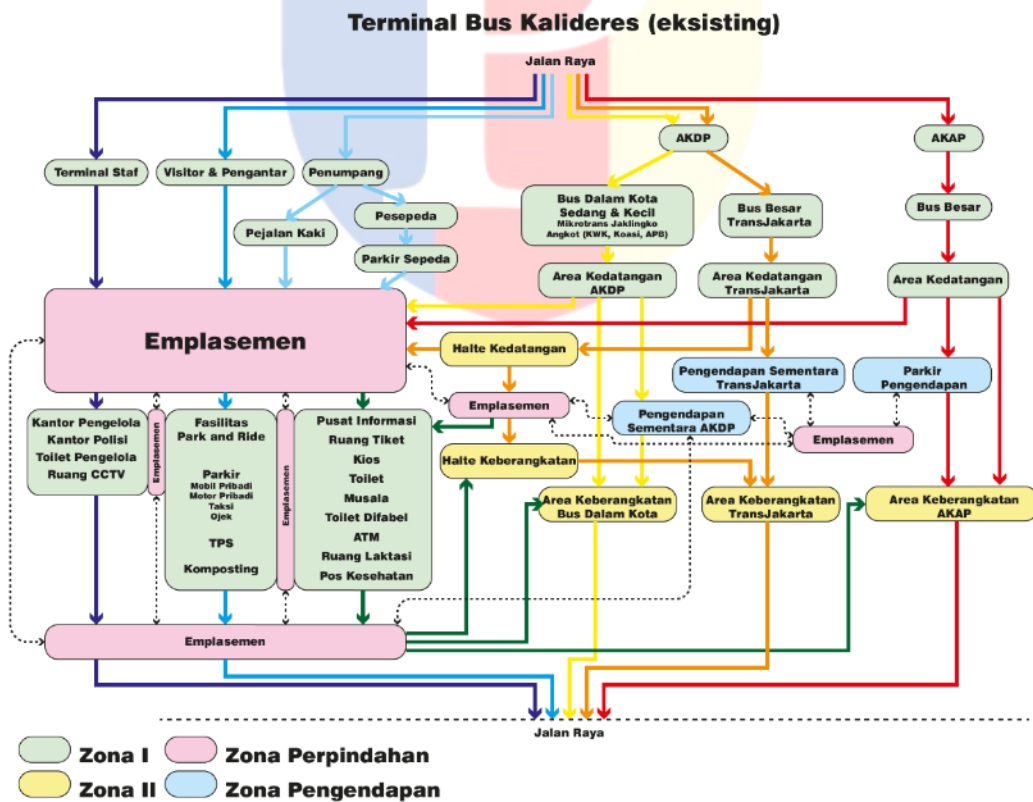 Terminal Bus Kalideres (eksisting)
Jalan Raya
AKDP
AKAP
Terminal Staf
Visitor & Pengantar
Penumpang
Pesepeda
Pejalan Kaki
Parkir Sepeda
Bus Dalam Kota
Sedang & Kecil
Mikrotrans Jaklingko
Angkot (KWK, Koasi, APB)
Bus Besar
TransJakarta
Bus Besar
Area Kedatangan
AKDP
Area Kedatangan
TransJakarta
Area Kedatangan
Emplasemen
Halte Kedatangan
Pengendapan Sementara
TransJakarta
Parkir
Pengendapan
Emplasemen
Pengendapan
Sementara AKDP
Emplasemen
Kantor Pengelola
Kantor Polisi
Toilet Pengelola
Ruang CCTV
Emplasemen
Fasilitas
Park and Ride
Parkir
Mobil Pribadi
Motor Pribadi
Taksi
Ojek
TPS
Komposting
Emplasemen
Pusat Informasi
Ruang Tiket
Kios
Toilet
Musala
Toilet Difabel
ATM
Ruang Laktasi
Pos Kesehatan
Halte Keberangkatan
Area Keberangkatan
Bus Dalam Kota
Area Keberangkatan
TransJakarta
Area Keberangkatan
AKAP
Emplasemen
Jalan Raya
Zona I
Zona Perpindahan
Zona II
Zona Pengendapan